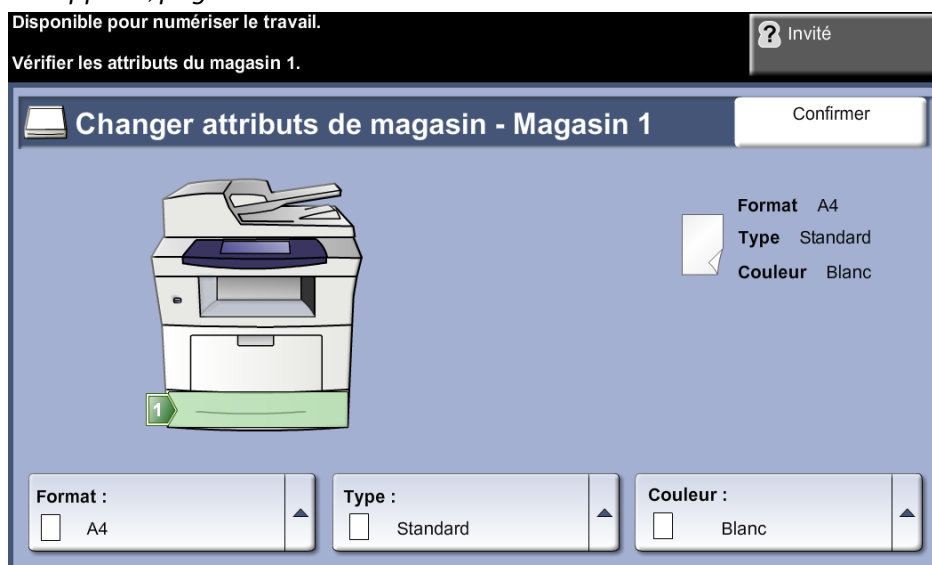 Disponible pour numériser le travail.
Vérifier les attributs du magasin 1.
? Invité
Changer attributs de magasin - Magasin 1
Confirmer
Format A4
Type Standard
Couleur Blanc
1
Format :
A4
Type :
Standard
Couleur :
Blanc